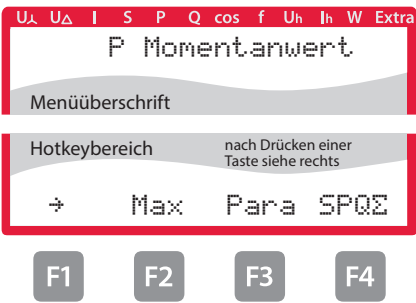 U⅄ U∆ I S P Q cos f Uh Ih W Extra
P Momentanwert
Menüüberschrift
Hotkeybereich
nach Drücken einer
Taste siehe rechts
→ Max Para SPQΣ
F1 F2 F3 F4